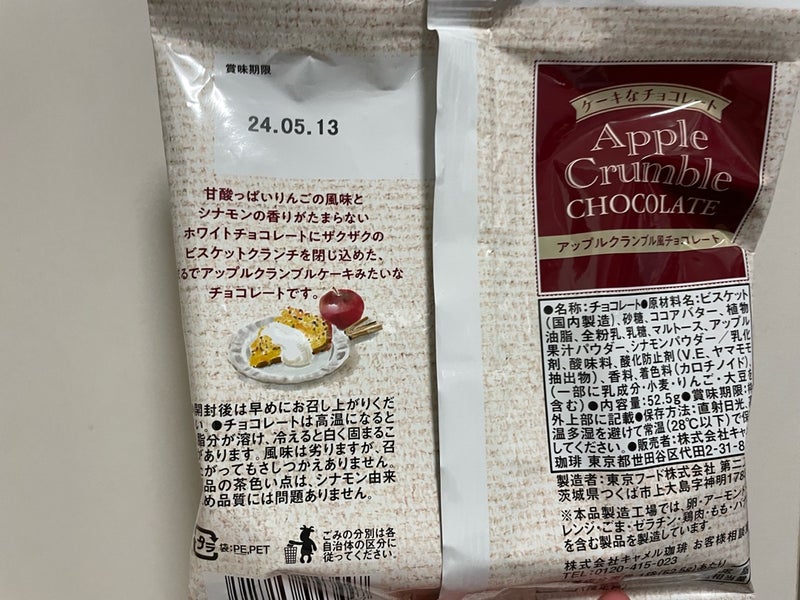 賞味期限
24.05.13
甘酸っぱいりんごの風味と
シナモンの香りがたまらない
ホワイトチョコレートにザクザクの
ビスケットクランチを閉じ込めた、
るでアップルクランブルケーキみたいな
チョコレートです。
開封後は早めにお召し上がりくだ
い。●チョコレートは高温になると
脂分が溶け、冷えると白く固まるこ
があります。風味は劣りますが、召
がってもさしつかえありません。
品の茶色い点は、シナモン由来
め品質には問題ありません。
プラ
袋:PE,PET
ごみの分別は各
自治体の区分に
従ってください。
ケーキなチョコレート
Apple
Crumble
CHOCOLATE
アップルクランブル風チョコレート
●名称:チョコレート●原材料名:ビスケット
(国内製造)、砂糖、ココアバター、植物
油脂、全粉乳、乳糖、マルトース、アップル
果汁パウダー、シナモンパウダー/乳化
剤、酸味料、酸化防止剤(V.E、ヤマモモ
抽出物)、香料、着色料(カロチノイド)、
(一部に乳成分・小麦・りんご・大豆を
含む)●内容量:52.5g●賞味期限:枠
外上部に記載●保存方法:直射日光、高
温多湿を避けて常温(28℃以下)で保
してください。●販売者:株式会社キャメ
珈琲 東京都世田谷区代田2-31-8
製造者:東京フード株式会社 第二
茨城県つくば市上大島字神明178
※本品製造工場では、卵・アーモン
レンジ・ごま・ゼラチン・鶏肉・もも・バ
を含む製品を製造しています。
株式会社キャメル珈琲 お客様相談
TEL:0120-415-023